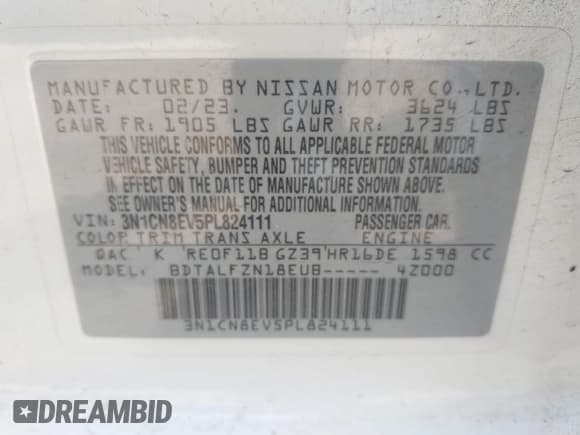 MANUFACTURED BY NISSAN MOTOR CO.,LTD.
DATE: 02/23. GVWR: 3624 LBS
GAWR FR: 1905 LBS GAWR RR: 1735 LBS
THIS VEHICLE CONFORMS TO ALL APPLICABLE FEDERAL MOTOR
VEHICLE SAFETY, BUMPER AND THEFT PREVENTION STANDARDS
IN EFFECT ON THE DATE OF MANUFACTURE SHOWN ABOVE.
SEE OWNER'S MANUAL FOR ADDITIONAL INFORMATION.
VIN: 3N1CN8EV5PL824111 PASSENGER CAR.
COLOR TRIM TRANS AXLE ENGINE
QAC K RE0F11B GZ39 HR16DE 1598 CC
BDTALFZN18EUB----- 4Z000
3N1CN8EV5PL824111
DREAMBID